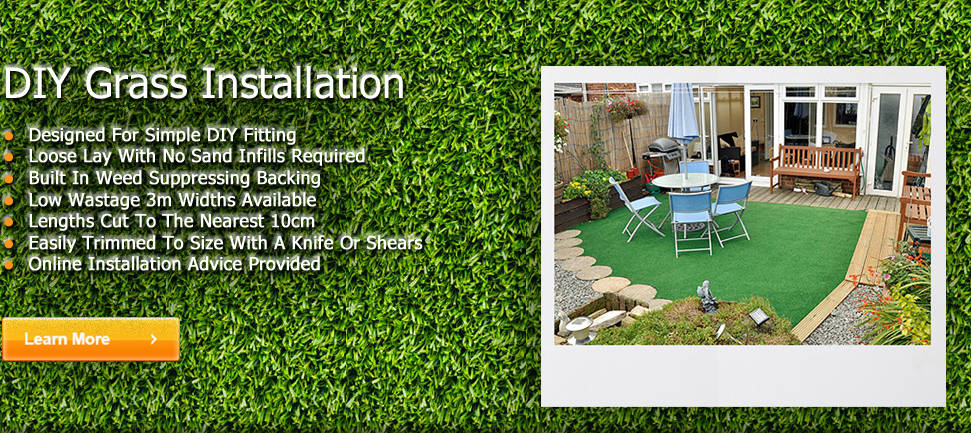 DIY Grass Installation
Designed For Simple DIY Fitting
Loose Lay With No Sand Infills Required
Built In Weed Suppressing Backing
Low Wastage 3m Widths Available
Lengths Cut To The Nearest 10cm
Easily Trimmed To Size With A Knife Or Shears
Online Installation Advice Provided
Learn More